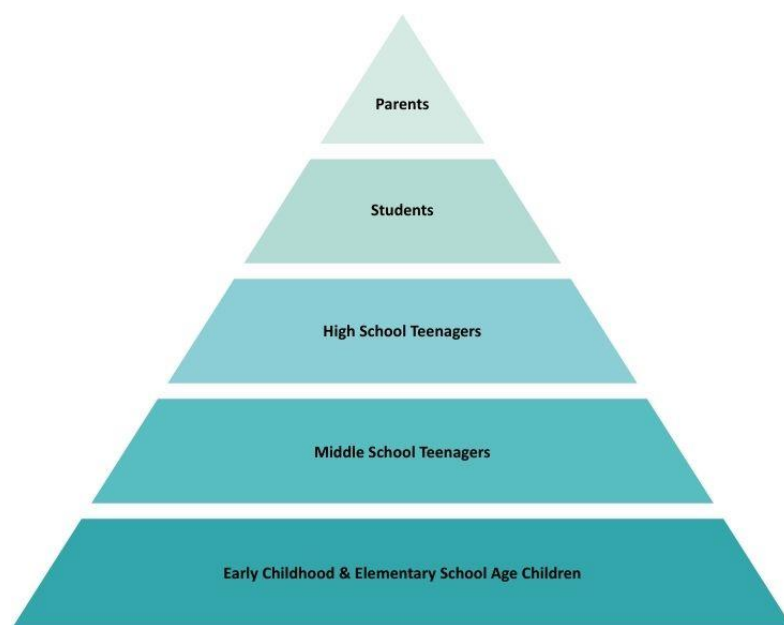 Parents
Students
High School Teenagers
Middle School Teenagers
Early Childhood & Elementary School Age Children